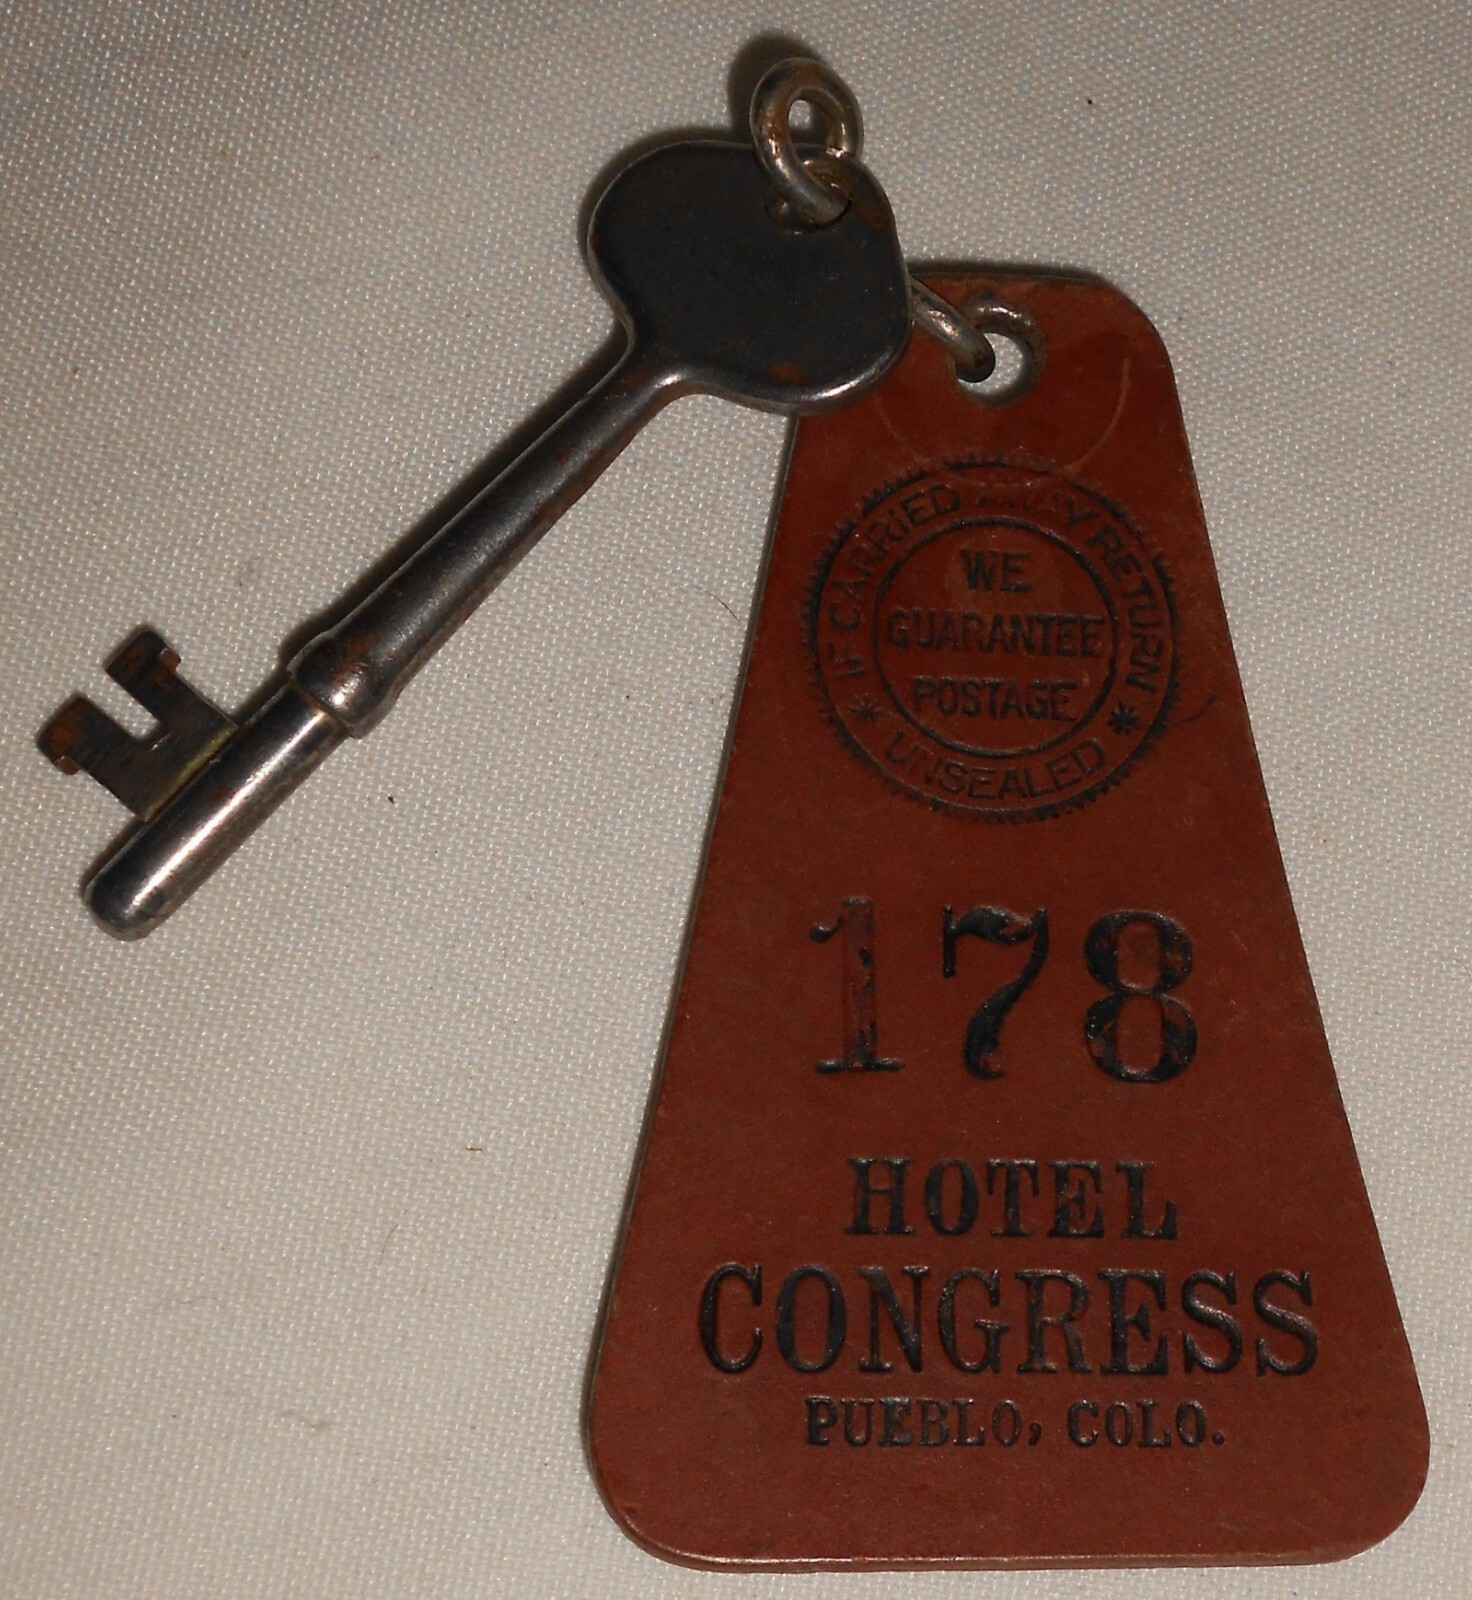 IF CARRIED AWAY RETURN
* UNSEALED *
WE
GUARANTEE
POSTAGE
178
HOTEL
CONGRESS
PUEBLO, COLO.